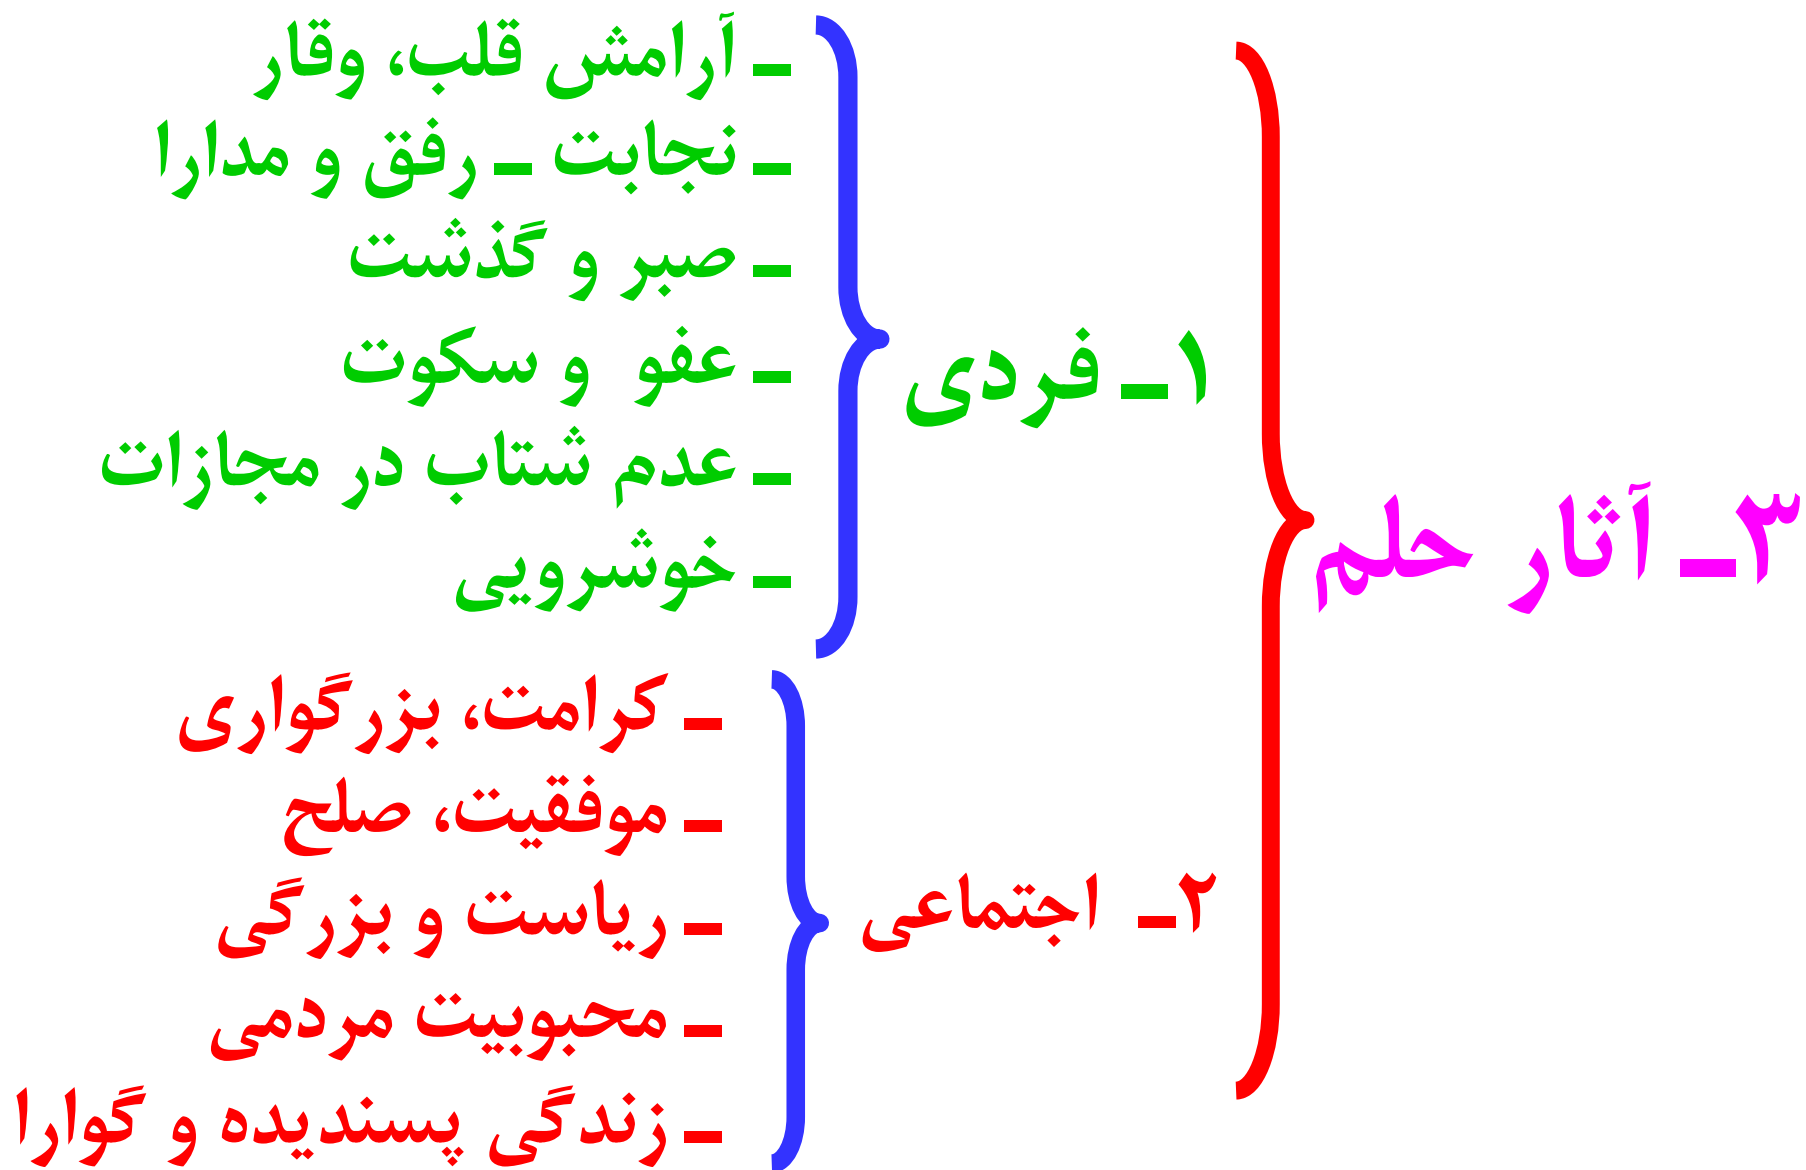 ۳ـ آثار حلم
۱ـ فردی
ـ آرامش قلب، وقار
ـ نجابت ـ رفق و مدارا
ـ صبر و گذشت
ـ عفو و سکوت
ـ عدم شتاب در مجازات
ـ خوشرویی
۲ـ اجتماعی
ـ کرامت، بزرگواری
ـ موفقیت، صلح
ـ ریاست و بزرگی
ـ محبوبیت مردمی
ـ زندگی پسندیده و گوارا